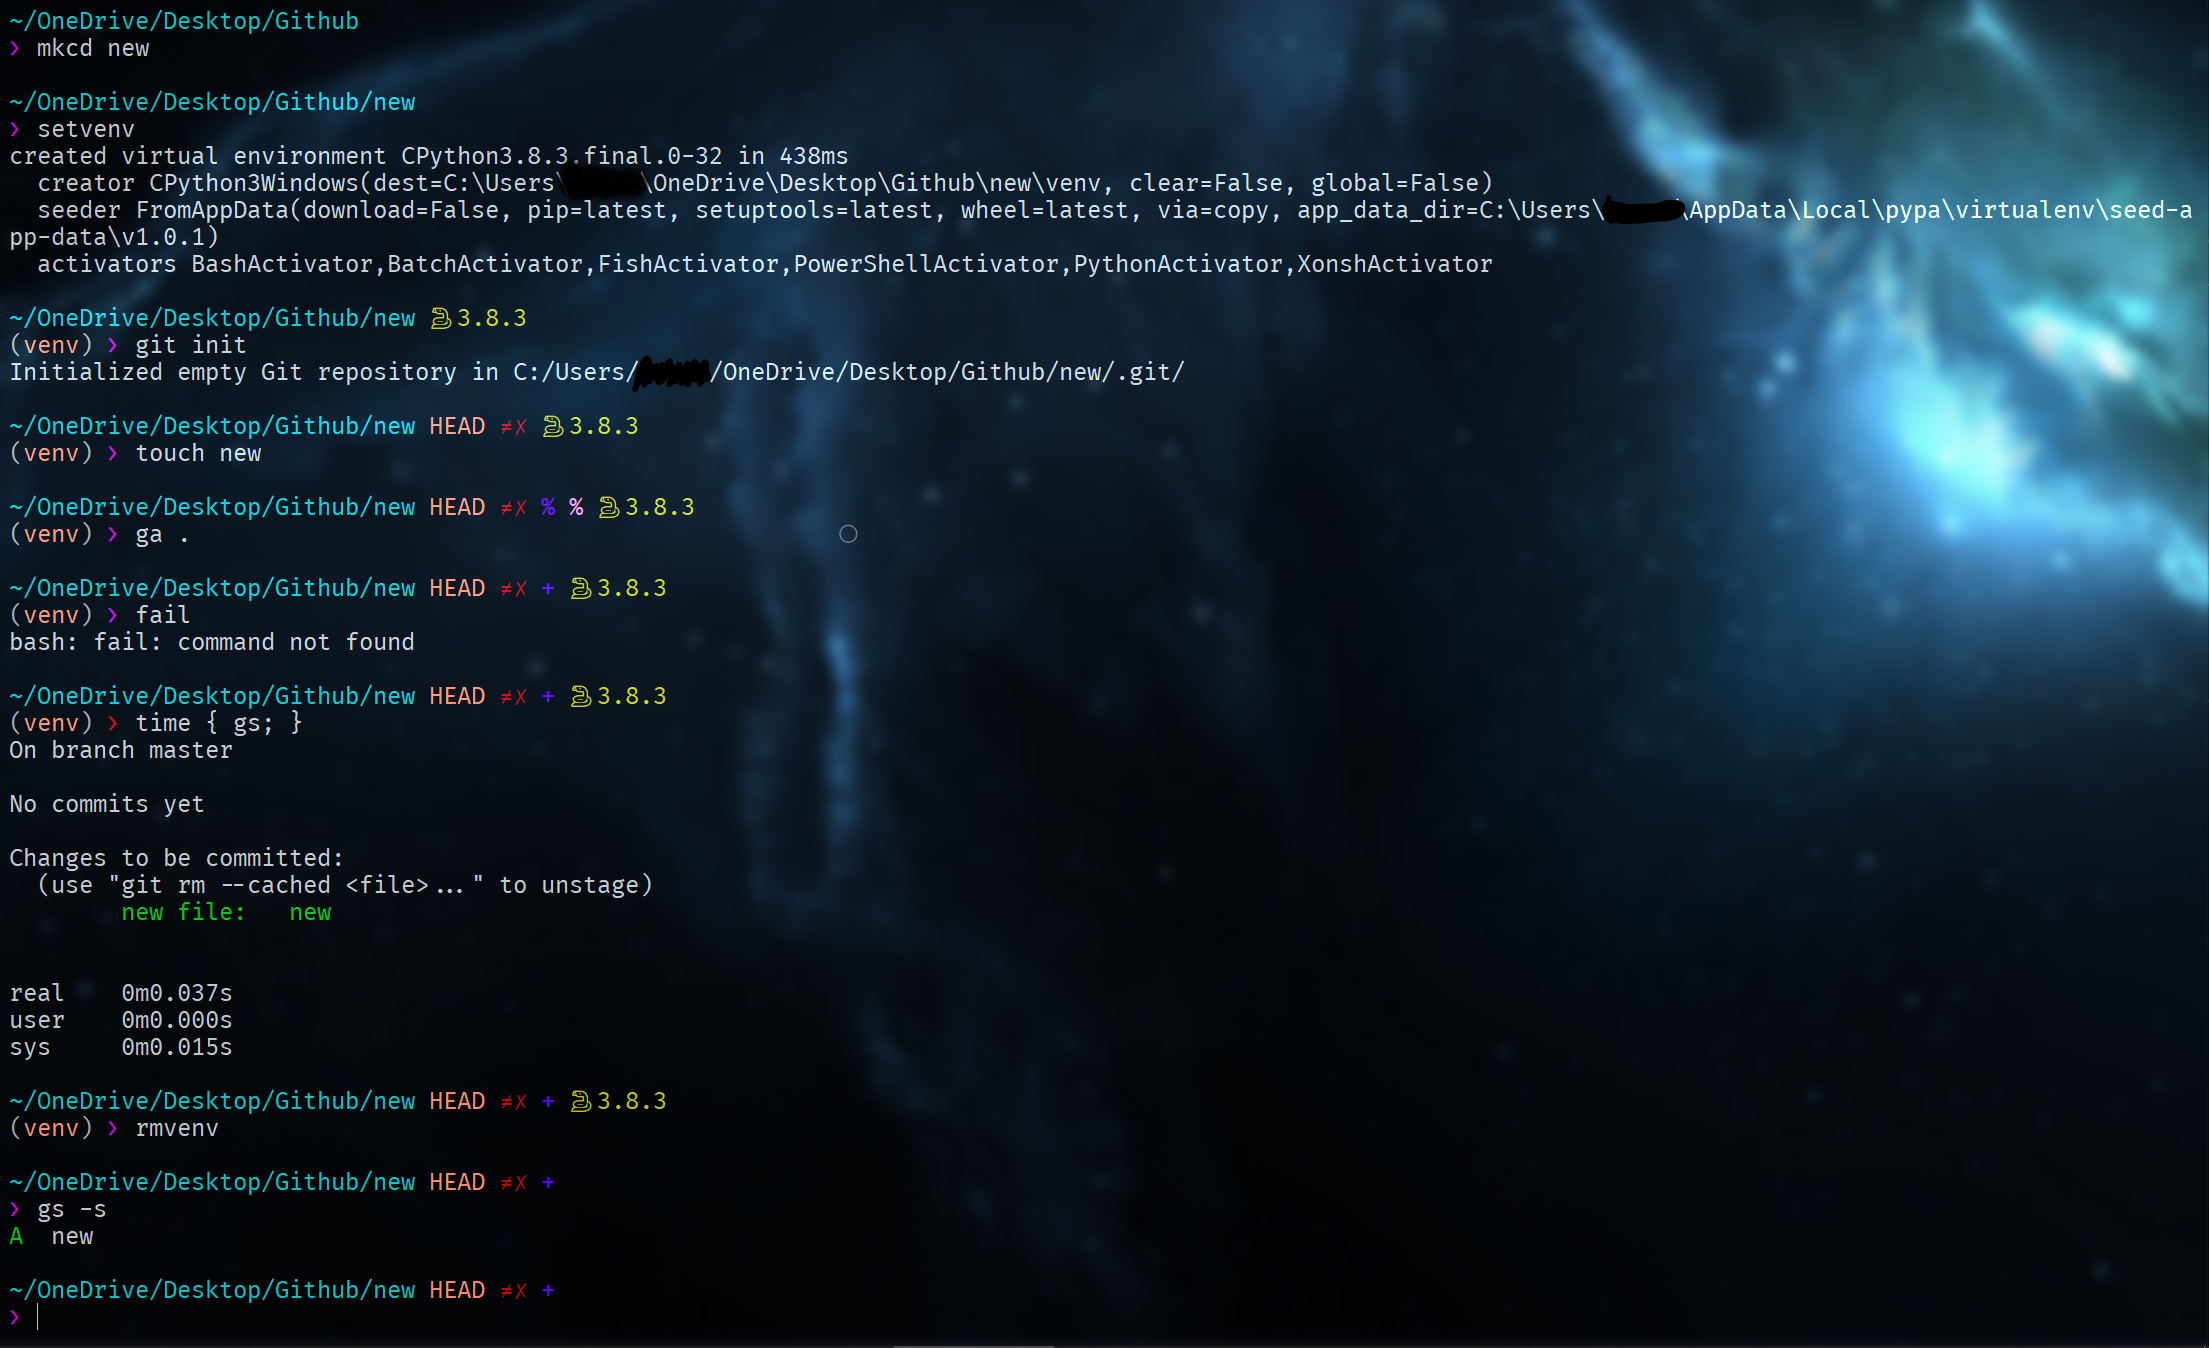 ~/OneDrive/Desktop/Github
❯ mkcd new
~/OneDrive/Desktop/Github/new
❯ setvenv
created virtual environment CPython3.8.3.final.0-32 in 438ms
  creator CPython3Windows(dest=C:\Users\\OneDrive\Desktop\Github\new\venv, clear=False, global=False)
  seeder FromAppData(download=False, pip=latest, setuptools=latest, wheel=latest, via=copy, app_data_dir=C:\Users\\AppData\Local\pypa\virtualenv\seed-a
pp-data\v1.0.1)
  activators BashActivator,BatchActivator,FishActivator,PowerShellActivator,PythonActivator,XonshActivator
~/OneDrive/Desktop/Github/new 3.8.3
(venv) ❯ git init
Initialized empty Git repository in C:/Users//OneDrive/Desktop/Github/new/.git/
~/OneDrive/Desktop/Github/new HEAD ≠✗ 3.8.3
(venv) ❯ touch new
~/OneDrive/Desktop/Github/new HEAD ≠✗ % % 3.8.3
(venv) ❯ ga .
~/OneDrive/Desktop/Github/new HEAD ≠✗ + 3.8.3
(venv) ❯ fail
bash: fail: command not found
~/OneDrive/Desktop/Github/new HEAD ≠✗ + 3.8.3
(venv) ❯ time { gs; }
On branch master
No commits yet
Changes to be committed:
  (use "git rm --cached <file>..." to unstage)
        new file:   new
real    0m0.037s
user    0m0.000s
sys     0m0.015s
~/OneDrive/Desktop/Github/new HEAD ≠✗ + 3.8.3
(venv) ❯ rmvenv
~/OneDrive/Desktop/Github/new HEAD ≠✗ +
❯ gs -s
A  new
~/OneDrive/Desktop/Github/new HEAD ≠✗ +
❯